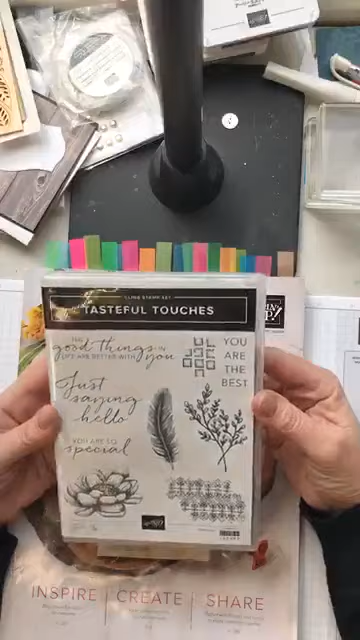 CLING STAMP SET
TASTEFUL TOUCHES
THE good things IN
LIFE ARE BETTER WITH you
YOU
ARE
THE
BEST
Just
saying
hello
YOU ARE SO
special
INSPIRE | CREATE | SHARE